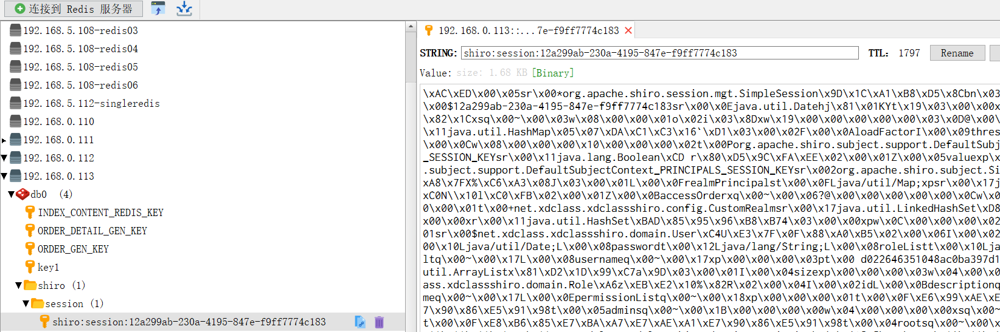 连接到 Redis 服务器
192.168.5.108-redis03
192.168.5.108-redis04
192.168.5.108-redis05
192.168.5.108-redis06
192.168.5.112-singleredis
192.168.0.110
192.168.0.111
192.168.0.112
192.168.0.113
db0 (4)
INDEX_CONTENT_REDIS_KEY
ORDER_DETAIL_GEN_KEY
ORDER_GEN_KEY
key1
shiro (1)
session (1)
shiro:session:12a299ab-230a-4195-847e-f9ff7774c183
192.168.0.113::...7e-f9ff7774c183
STRING: shiro:session:12a299ab-230a-4195-847e-f9ff7774c183 TTL: 1797 Rename
Value: size: 1.68 KB [Binary]
\xAC\xED\x00\x05sr\x00*org.apache.shiro.session.mgt.SimpleSession\x9D\x1C\xA1\xB8\xD5\x8Cbn\x03
\x00$12a299ab-230a-4195-847e-f9ff7774c183sr\x00\x0Ejava.util.Datehj\x81\x01KYt\x19\x03\x00\x00x
\x82\x1Cxsq\x00~\x00\x03w\x08\x00\x00\x01o\x02i\x03\x8Dxw\x19\x00\x00\x00\x00\x00\x03\x0D@\x00\
\x11java.util.HashMap\x05\x07\xDA\xC1\xC3\x16`\xD1\x03\x00\x02F\x00\x0AloadFactorI\x00\x09thres
\x00\x0Cw\x08\x00\x00\x00\x10\x00\x00\x00\x02t\x00Porg.apache.shiro.subject.support.DefaultSubj
_SESSION_KEYsr\x00\x11java.lang.Boolean\xCD r\x80\xD5\x9C\xFA\xEE\x02\x00\x01Z\x00\x05valuexp\x
.subject.support.DefaultSubjectContext_PRINCIPALS_SESSION_KEYsr\x002org.apache.shiro.subject.Si
xA8\x7FX%\xC6\xA3\x08J\x03\x00\x01L\x00\x0FrealmPrincipalst\x00\x0FLjava/util/Map;xpsr\x00\x17j
xC0N\\x10l\xC0\xFB\x02\x00\x01Z\x00\x0BaccessOrderxq\x00~\x00\x06?@\x00\x00\x00\x00\x00\x0Cw\x0
0\x00\x01t\x00+net.xdclass.xdclassshiro.config.CustomRealmsr\x00\x17java.util.LinkedHashSet\xD8
\x00\x00xr\x00\x11java.util.HashSet\xBAD\x85\x95\x96\xB8\xB74\x03\x00\x00xpw\x0C\x00\x00\x00\x02
01sr\x00$net.xdclass.xdclassshiro.domain.User\xC4U\xE3\x7F\x0F\x88\xA0\xB5\x02\x00\x06I\x00\x02
00\x10Ljava/util/Date;L\x00\x08passwordt\x00\x12Ljava/lang/String;L\x00\x08roleListt\x00\x10Lja
ltq\x00~\x00\x17L\x00\x08usernameq\x00~\x00\x17xp\x00\x00\x00\x03pt\x00 d022646351048ac0ba397d1
util.ArrayListx\x81\xD2\x1D\x99\xC7a\x9D\x03\x00\x01I\x00\x04sizexp\x00\x00\x00\x03w\x04\x00\x0
ass.xdclassshiro.domain.Role\xA6z\xEB\xE2\x10%\x82R\x02\x00\x04I\x00\x02idL\x00\x0Bdescriptionq
meq\x00~\x00\x17L\x00\x0EpermissionListq\x00~\x00\x18xp\x00\x00\x00\x01t\x00\x0F\xE6\x99\xAE\xE
7\x90\x86\xE5\x91\x98t\x00\x05adminsq\x00~\x00\x1B\x00\x00\x00\x00w\x04\x00\x00\x00\x00xsq\x00~
t\x00\x0F\xE8\xB6\x85\xE7\xBA\xA7\xE7\xAE\xA1\xE7\x90\x86\xE5\x91\x98t\x00\x04rootsq\x00~\x00\x